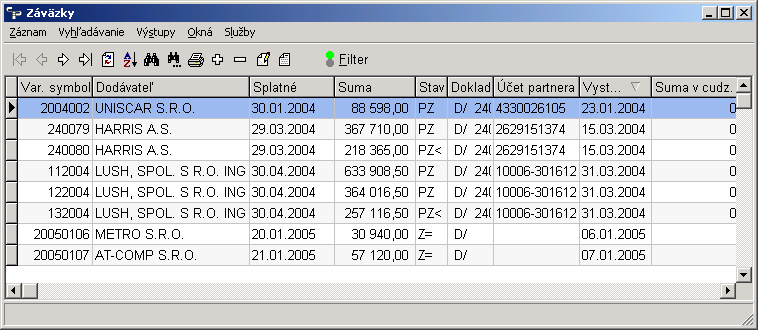 Záväzky
Záznam Vyhľadávanie Výstupy Okná Služby
Filter
Var. symbol Dodávateľ Splatné Suma Stav Doklad Účet partnera Vyst... Suma v cudz.
2004002 UNISCAR S.R.O. 30.01.2004 88 598,00 PZ D/ 240 4330026105 23.01.2004 0
240079 HARRIS A.S. 29.03.2004 367 710,00 PZ D/ 240 2629151374 15.03.2004 0
240080 HARRIS A.S. 29.03.2004 218 365,00 PZ< D/ 240 2629151374 15.03.2004 0
112004 LUSH, SPOL. S R.O. ING 30.04.2004 633 908,50 PZ D/ 240 10006-301612 31.03.2004 0
122004 LUSH, SPOL. S R.O. ING 30.04.2004 364 016,50 PZ D/ 240 10006-301612 31.03.2004 0
132004 LUSH, SPOL. S R.O. ING 30.04.2004 257 116,50 PZ< D/ 240 10006-301612 31.03.2004 0
20050106 METRO S.R.O. 20.01.2005 30 940,00 Z= D/ 06.01.2005
20050107 AT-COMP S.R.O. 21.01.2005 57 120,00 Z= D/ 07.01.2005